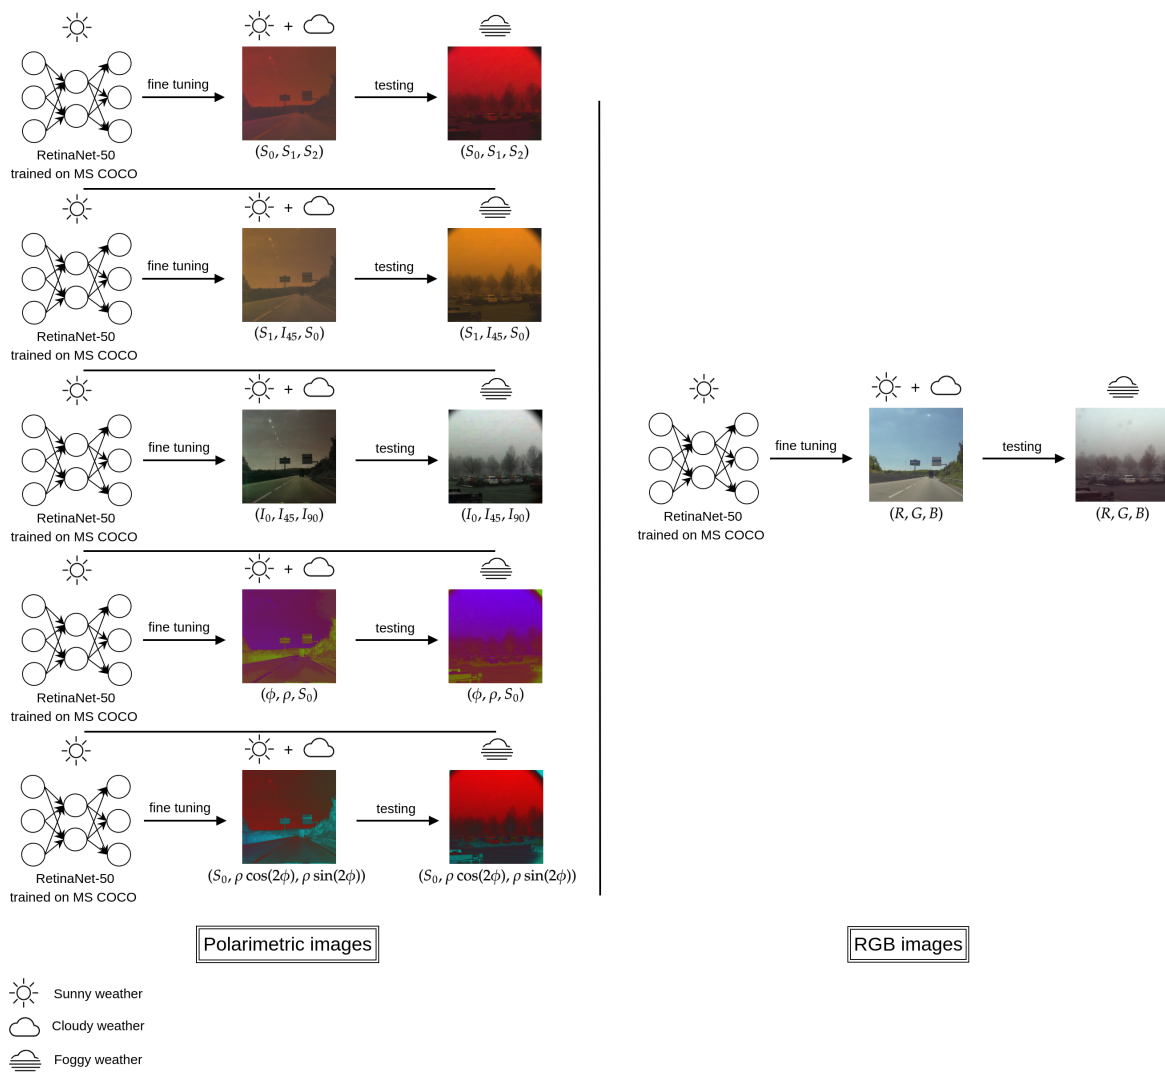 +
fine tuning
testing
(S₀, S₁, S₂)
(S₀, S₁, S₂)
RetinaNet-50
trained on MS COCO
+
fine tuning
testing
(S₁, I₄₅, S₀)
(S₁, I₄₅, S₀)
RetinaNet-50
trained on MS COCO
+
fine tuning
testing
(I₀, I₄₅, I₉₀)
(I₀, I₄₅, I₉₀)
RetinaNet-50
trained on MS COCO
+
fine tuning
testing
(ϕ, ρ, S₀)
(ϕ, ρ, S₀)
RetinaNet-50
trained on MS COCO
+
fine tuning
testing
(S₀, ρ cos(2ϕ), ρ sin(2ϕ))
(S₀, ρ cos(2ϕ), ρ sin(2ϕ))
RetinaNet-50
trained on MS COCO
Polarimetric images
+
fine tuning
testing
(R, G, B)
(R, G, B)
RetinaNet-50
trained on MS COCO
RGB images
Sunny weather
Cloudy weather
Foggy weather